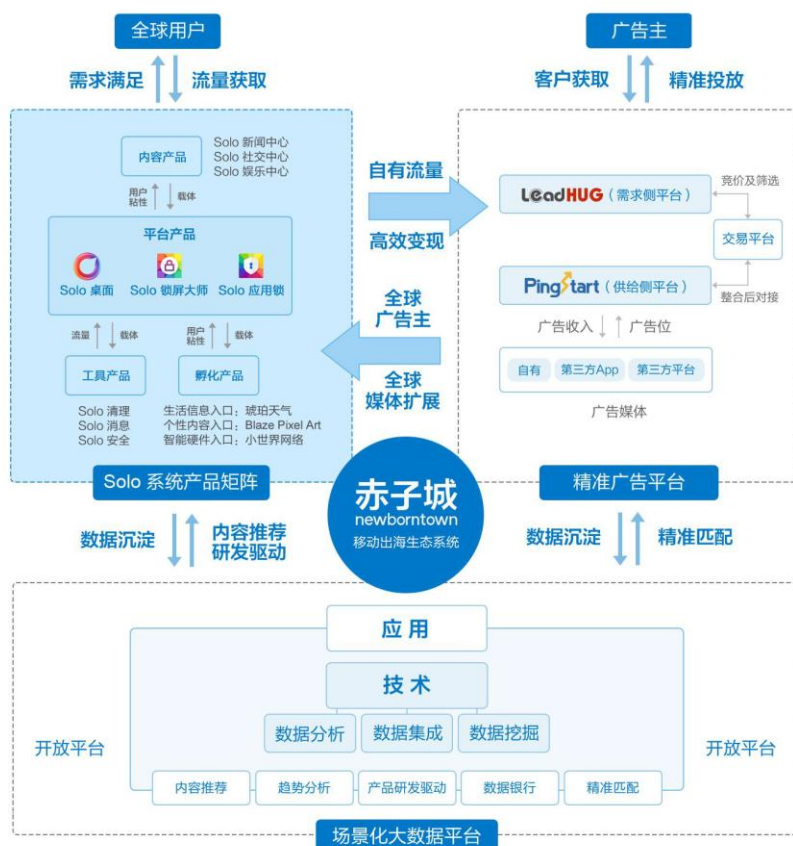 全球用户
广告主
需求满足
流量获取
客户获取
精准投放
内容产品
Solo 新闻中心
Solo 社交中心
Solo 娱乐中心
用户
粘性
载体
平台产品
Solo 桌面
Solo 锁屏大师
Solo 应用锁
流量
载体
用户
粘性
载体
工具产品
孵化产品
Solo 清理
Solo 消息
Solo 安全
生活信息入口：琥珀天气
个性内容入口：Blaze Pixel Art
智能硬件入口：小世界网络
Solo 系统产品矩阵
自有流量
高效变现
全球
广告主
全球
媒体扩展
LeadHUG（需求侧平台）
竞价及筛选
交易平台
PingStart（供给侧平台）
整合后对接
广告收入
广告位
自有
第三方App
第三方平台
广告媒体
精准广告平台
赤子城
newborntown
移动出海生态系统
数据沉淀
内容推荐
研发驱动
数据沉淀
精准匹配
应用
技术
数据分析
数据集成
数据挖掘
开放平台
开放平台
内容推荐
趋势分析
产品研发驱动
数据银行
精准匹配
场景化大数据平台